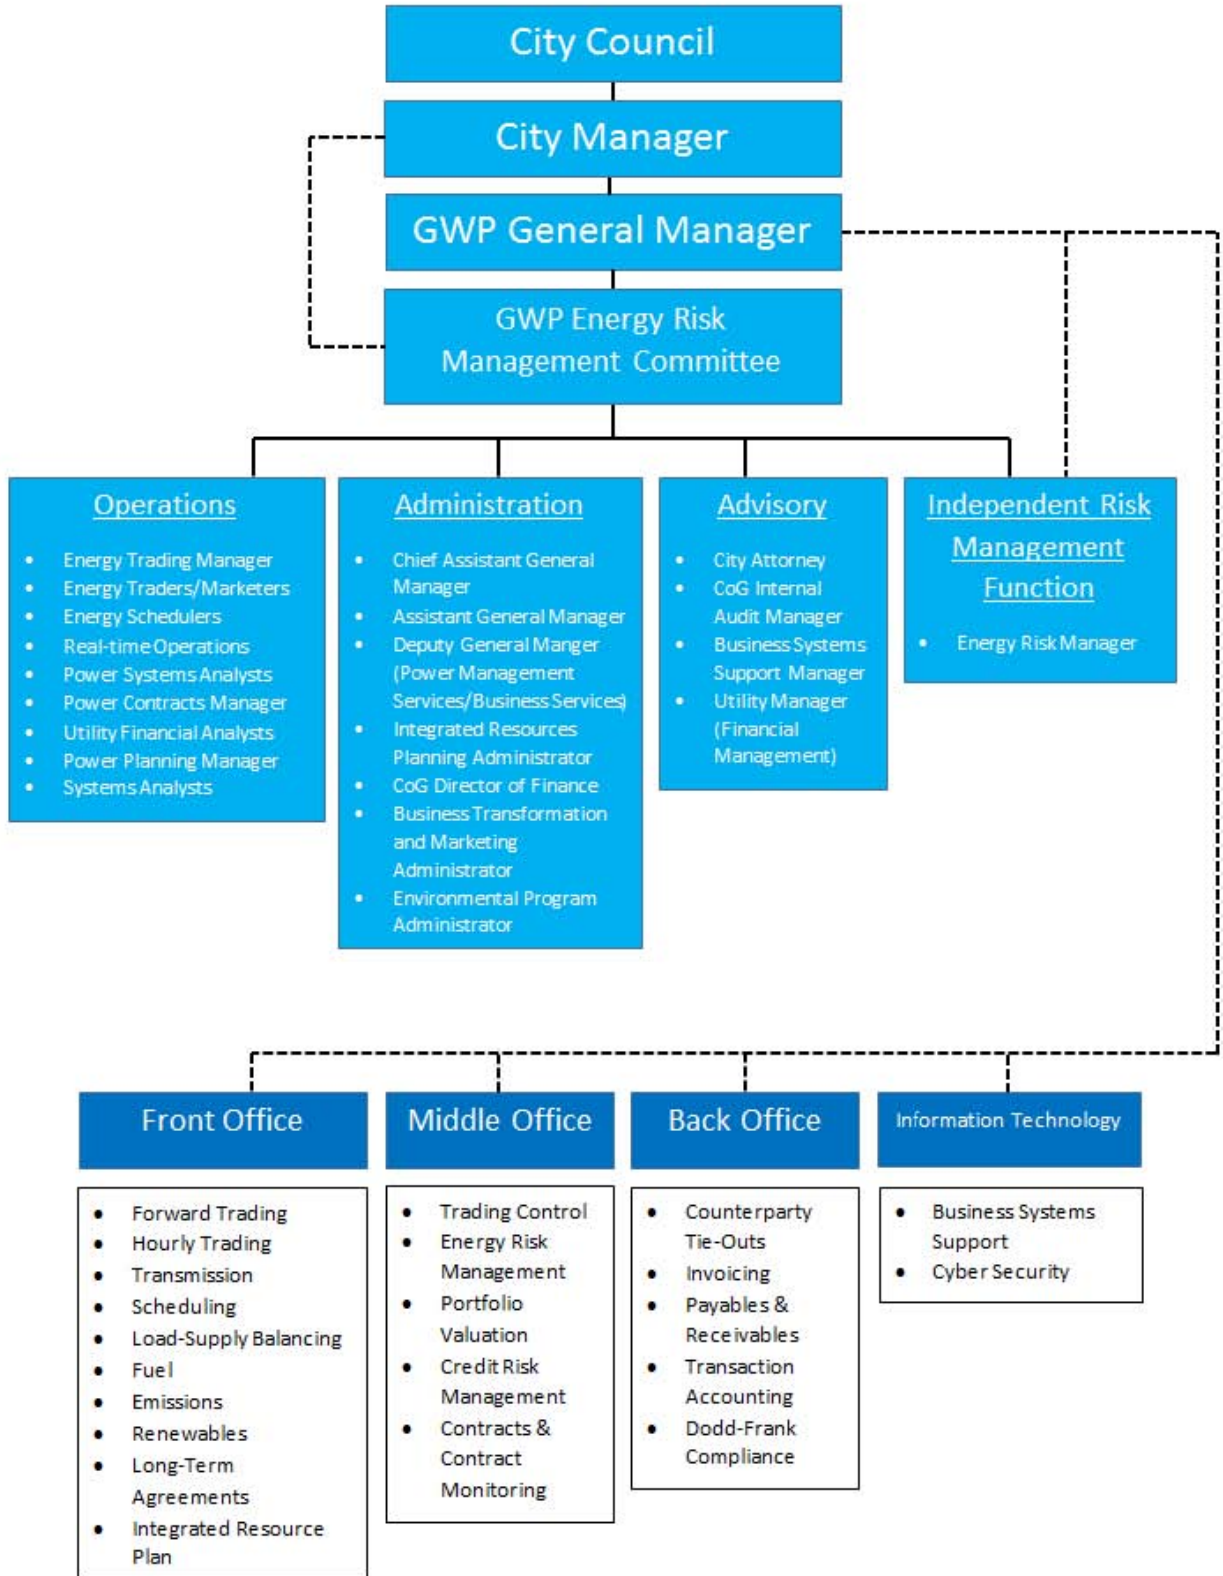 City Council
City Manager
GWP General Manager
GWP Energy Risk
Management Committee
Operations
• Energy Trading Manager
• Energy Traders/Marketers
• Energy Schedulers
• Real-time Operations
• Power Systems Analysts
• Power Contracts Manager
• Utility Financial Analysts
• Power Planning Manager
• Systems Analysts
Administration
• Chief Assistant General
Manager
• Assistant General Manager
• Deputy General Manger
(Power Management
Services/Business Services)
• Integrated Resources
Planning Administrator
• CoG Director of Finance
• Business Transformation
and Marketing
Administrator
• Environmental Program
Administrator
Advisory
• City Attorney
• CoG Internal
Audit Manager
• Business Systems
Support Manager
• Utility Manager
(Financial
Management)
Independent Risk
Management
Function
• Energy Risk Manager
Front Office
• Forward Trading
• Hourly Trading
• Transmission
• Scheduling
• Load-Supply Balancing
• Fuel
• Emissions
• Renewables
• Long-Term
Agreements
• Integrated Resource
Plan
Middle Office
• Trading Control
• Energy Risk
Management
• Portfolio
Valuation
• Credit Risk
Management
• Contracts &
Contract
Monitoring
Back Office
• Counterparty
Tie-Outs
• Invoicing
• Payables &
Receivables
• Transaction
Accounting
• Dodd-Frank
Compliance
Information Technology
• Business Systems
Support
• Cyber Security